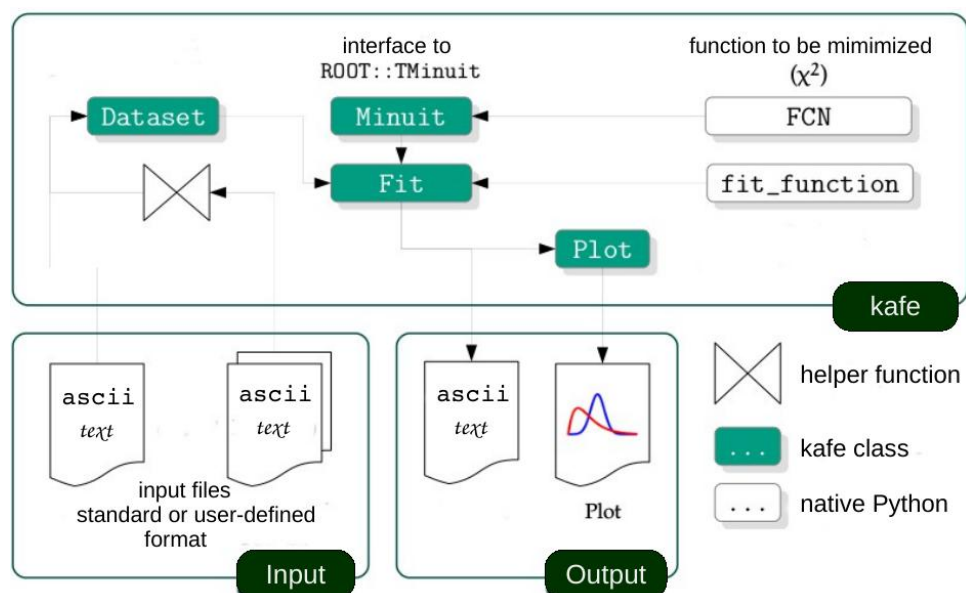 interface to
ROOT::TMinuit
function to be mimimized
(χ²)
Dataset
Minuit
FCN
Fit
fit_function
Plot
kafe
ascii
text
ascii
text
input files
standard or user-defined
format
Input
ascii
text
Plot
Output
helper function
... kafe class
... native Python